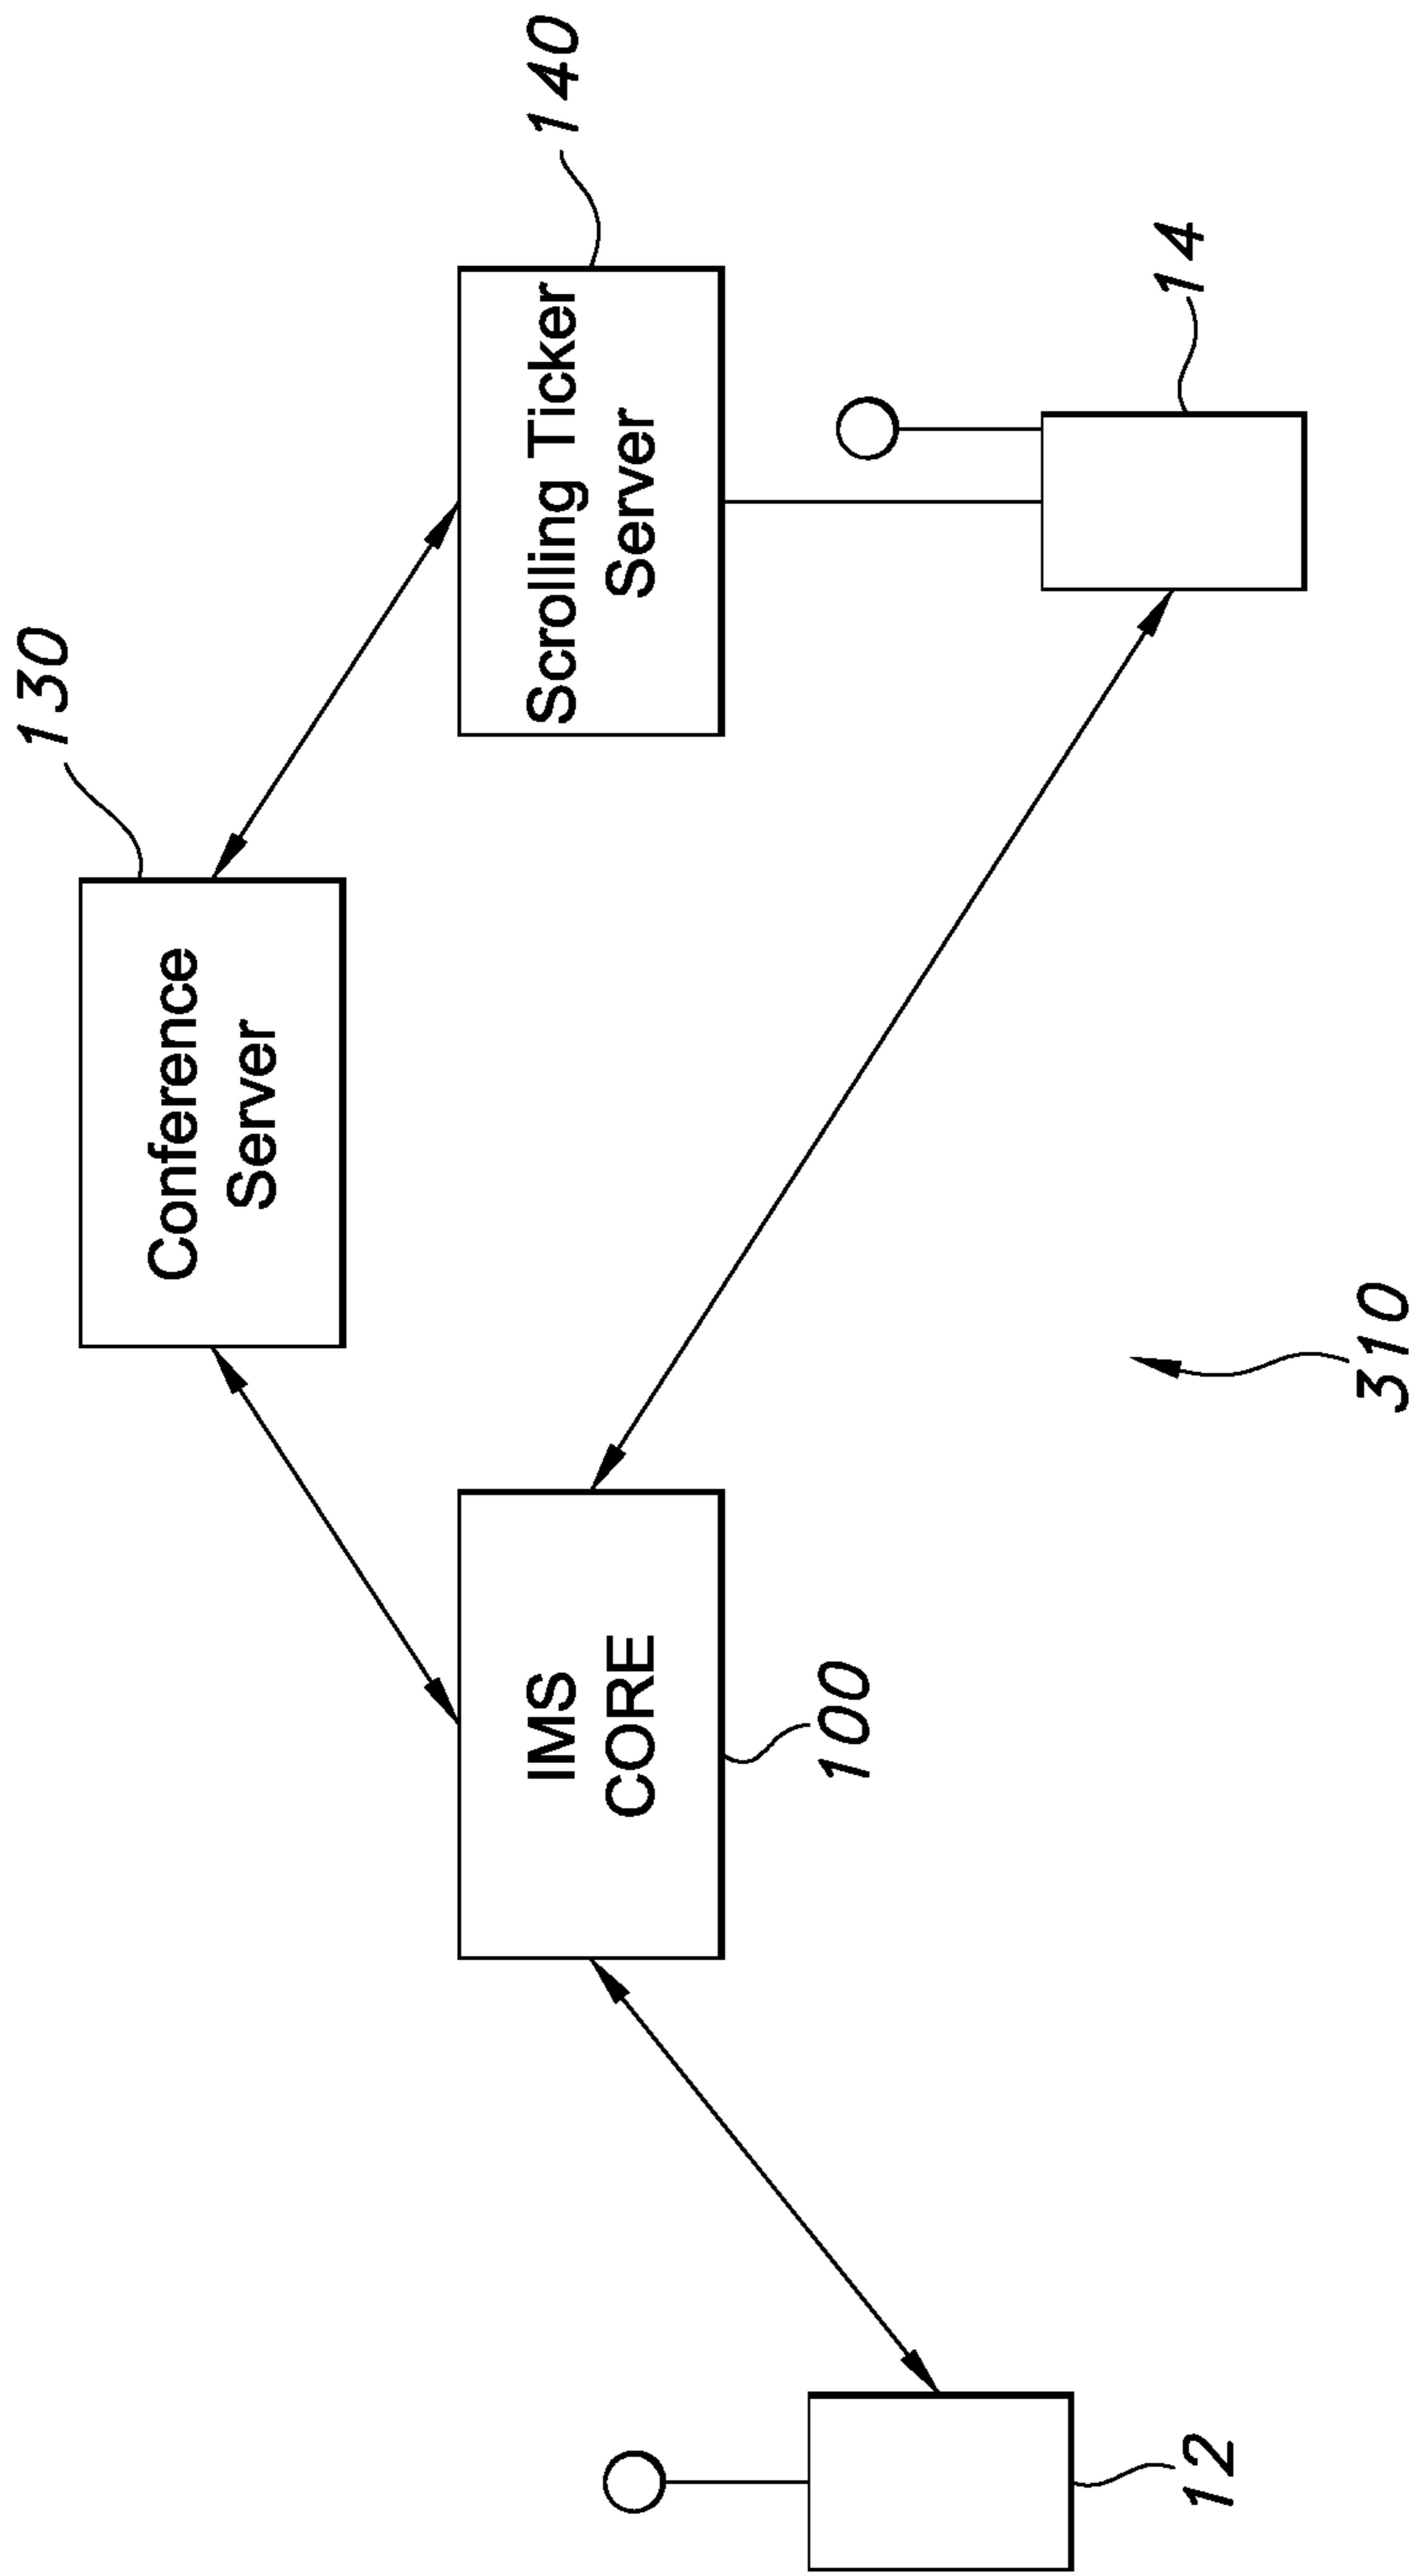 130
Conference
Server
140
Scrolling Ticker
Server
IMS
CORE
100
14
12
310